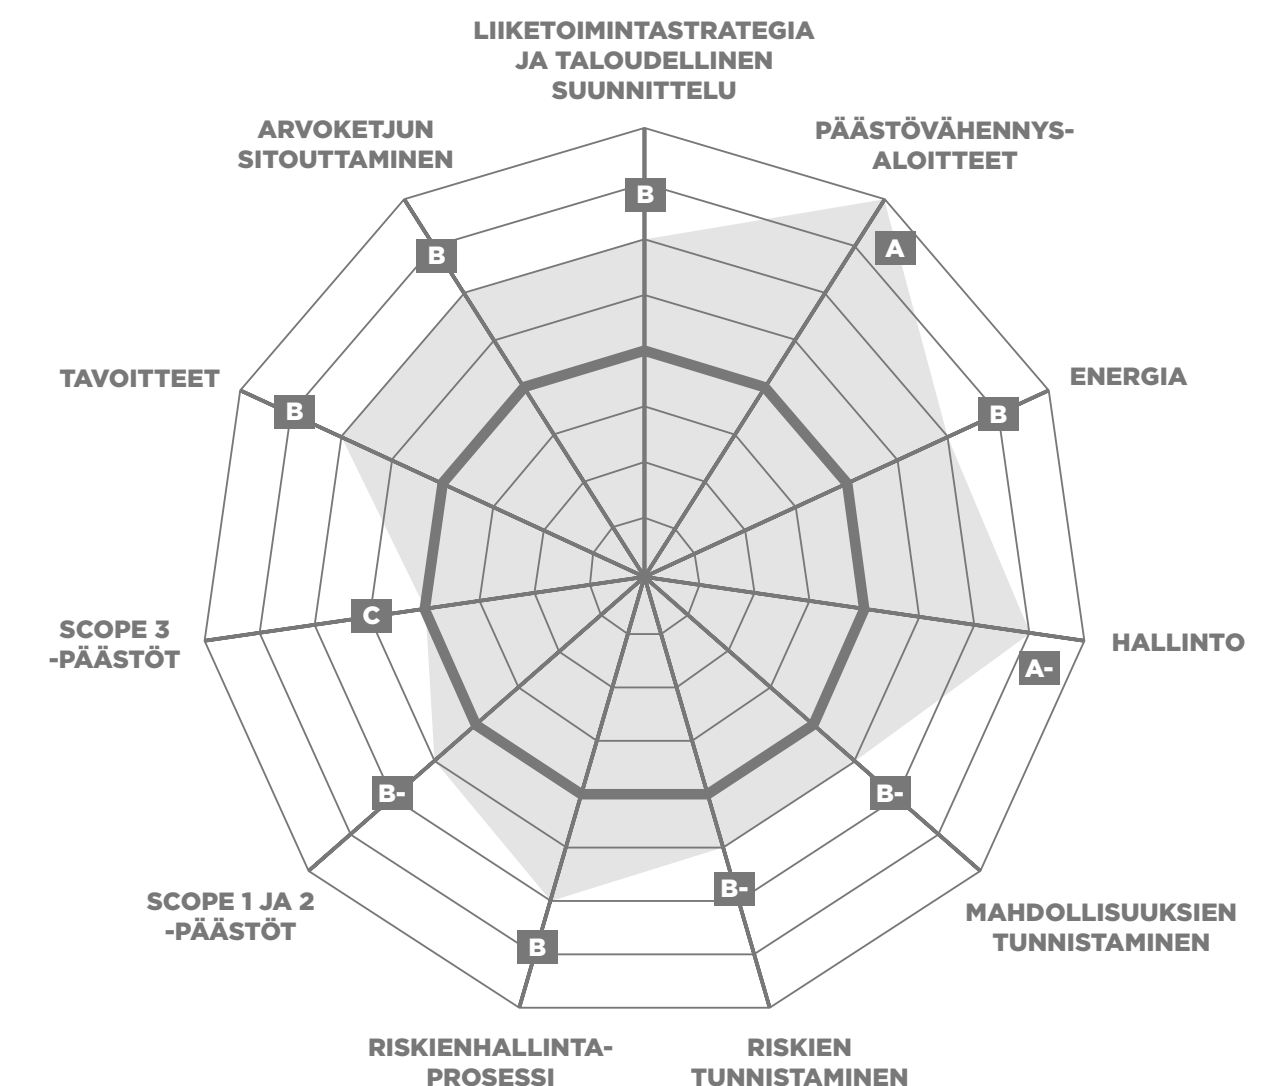 LIIKETOIMINTASTRATEGIA
JA TALOUDELLINEN
SUUNNITTELU
B
PÄÄSTÖVÄHENNYS-
ALOITTEET
A
ENERGIA
B
HALLINTO
A-
MAHDOLLISUUKSIEN
TUNNISTAMINEN
B-
RISKIEN
TUNNISTAMINEN
B-
RISKIENHALLINTA-
PROSESSI
B
SCOPE 1 JA 2
-PÄÄSTÖT
B-
SCOPE 3
-PÄÄSTÖT
C
TAVOITTEET
B
ARVOKETJUN
SITOUTTAMINEN
B